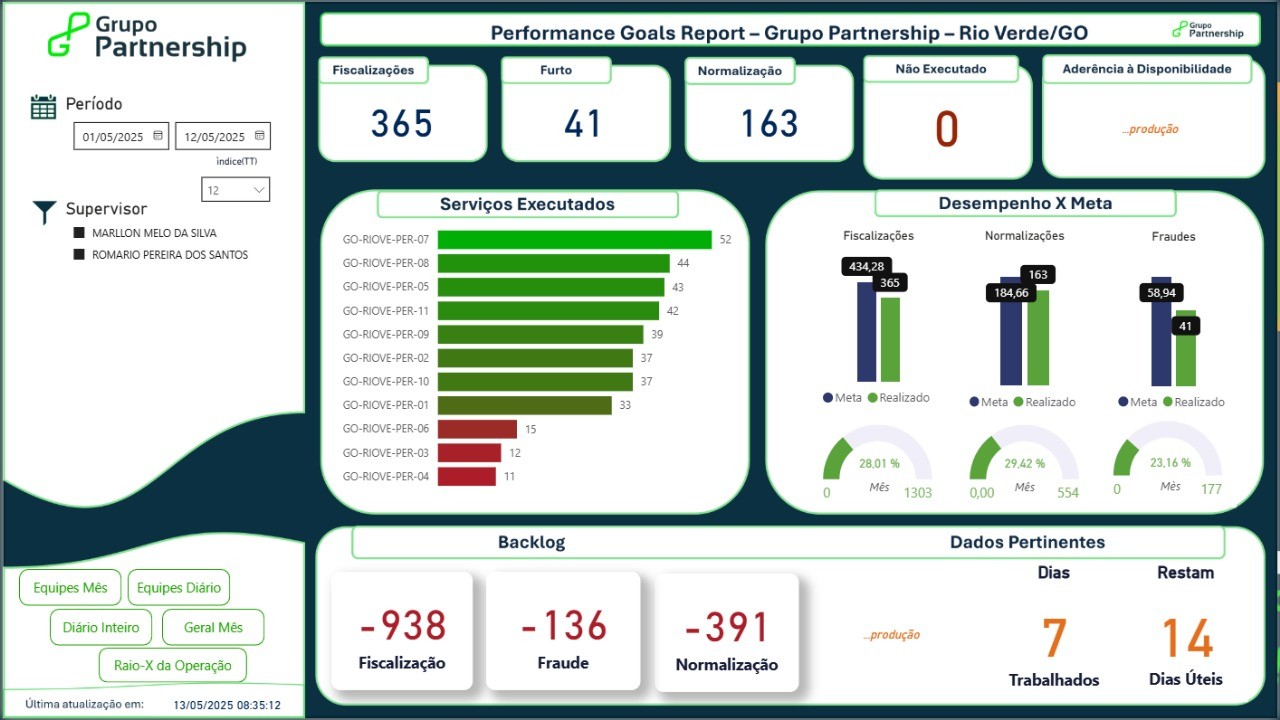 Grupo
Partnership
Período
01/05/2025
12/05/2025
ìndice(TT)
12
Supervisor
MARLLON MELO DA SILVA
ROMARIO PEREIRA DOS SANTOS
Equipes Mês
Equipes Diário
Diário Inteiro
Geral Mês
Raio-X da Operação
Última atualização em:
13/05/2025 08:35:12
Performance Goals Report – Grupo Partnership – Rio Verde/GO
Grupo
Partnership
Fiscalizações
365
Furto
41
Normalização
163
Não Executado
0
Aderência à Disponibilidade
...produção
Serviços Executados
GO-RIOVE-PER-07 52
GO-RIOVE-PER-08 44
GO-RIOVE-PER-05 43
GO-RIOVE-PER-11 42
GO-RIOVE-PER-09 39
GO-RIOVE-PER-02 37
GO-RIOVE-PER-10 37
GO-RIOVE-PER-01 33
GO-RIOVE-PER-06 15
GO-RIOVE-PER-03 12
GO-RIOVE-PER-04 11
Desempenho X Meta
Fiscalizações
434,28
365
Meta Realizado
28,01 %
0 Mês 1303
Normalizações
163
184,66
Meta Realizado
29,42 %
0,00 Mês 554
Fraudes
58,94
41
Meta Realizado
23,16 %
0 Mês 177
Backlog
-938
Fiscalização
-136
Fraude
-391
Normalização
Dados Pertinentes
...produção
Dias
7
Trabalhados
Restam
14
Dias Úteis